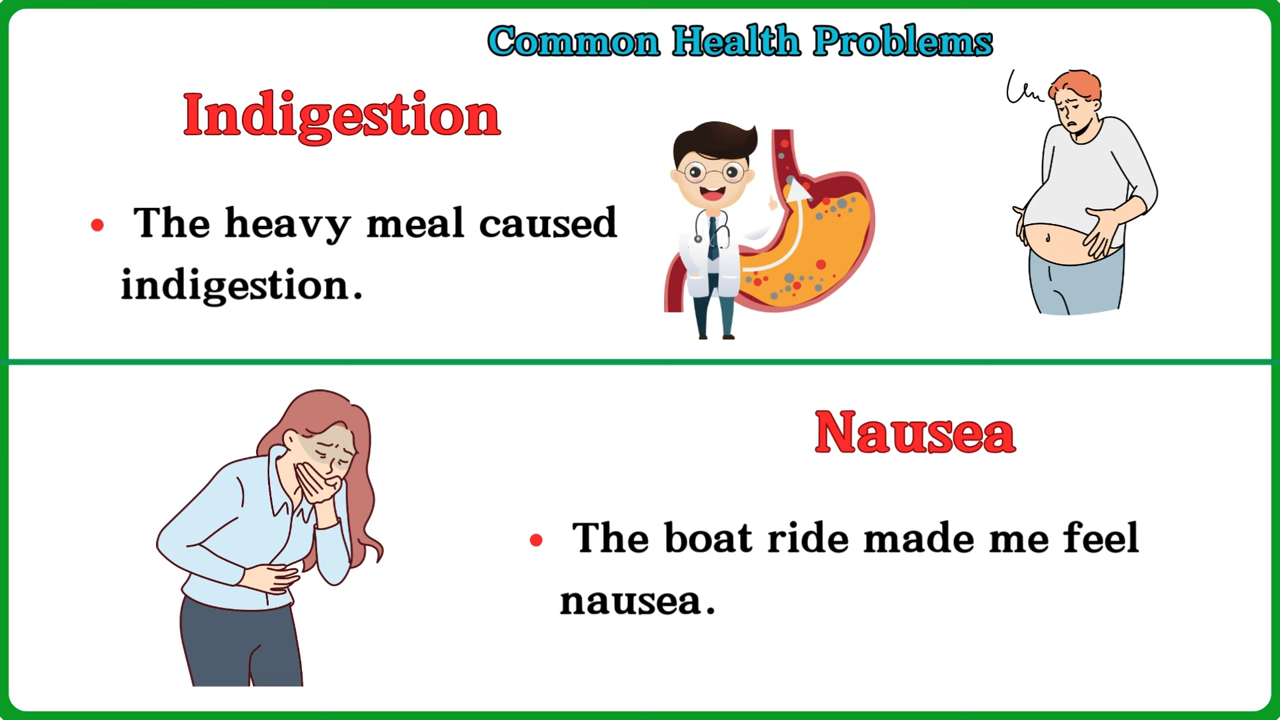 Common Health Problems
Indigestion
• The heavy meal caused
indigestion.
Nausea
• The boat ride made me feel
nausea.